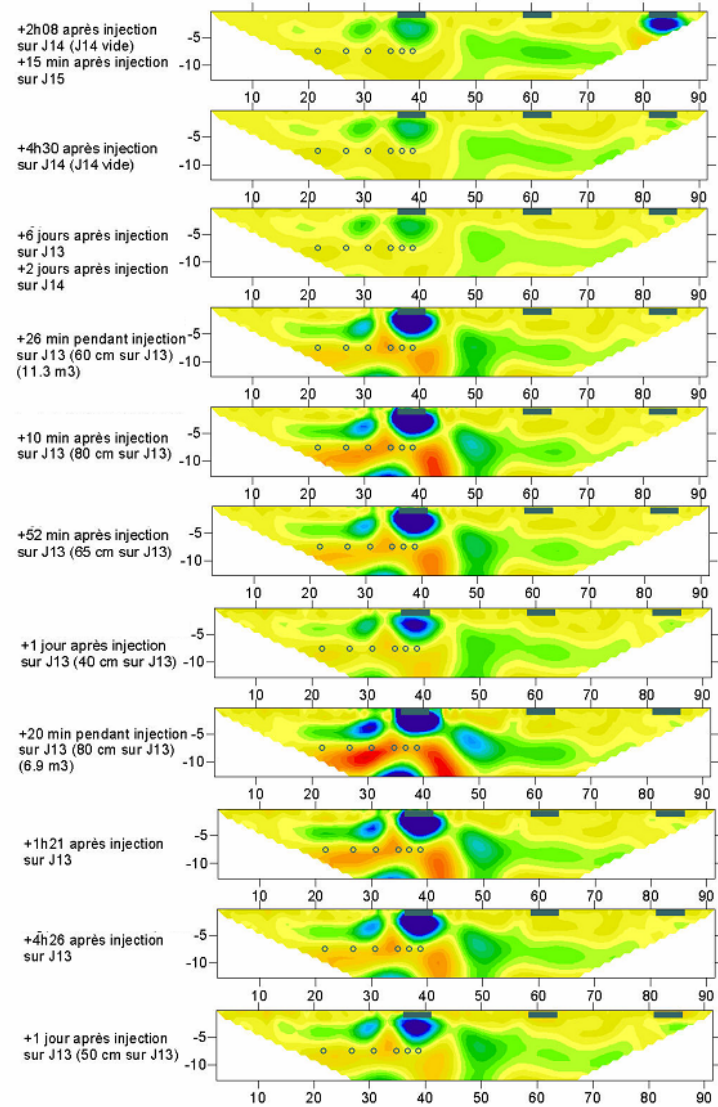 +2h08 après injection
sur J14 (J14 vide)
+15 min après injection
sur J15
-5
-10
10 20 30 40 50 60 70 80 90
+4h30 après injection
sur J14 (J14 vide)
-5
-10
10 20 30 40 50 60 70 80 90
+6 jours après injection
sur J13
+2 jours après injection
sur J14
-5
-10
10 20 30 40 50 60 70 80 90
+26 min pendant injection
sur J13 (60 cm sur J13)
(11.3 m3)
-5
-10
10 20 30 40 50 60 70 80 90
+10 min après injection
sur J13 (80 cm sur J13)
-5
-10
10 20 30 40 50 60 70 80 90
+52 min après injection
sur J13 (65 cm sur J13)
-5
-10
10 20 30 40 50 60 70 80 90
+1 jour après injection
sur J13 (40 cm sur J13)
-5
-10
10 20 30 40 50 60 70 80 90
+20 min pendant injection
sur J13 (80 cm sur J13)
(6.9 m3)
-5
-10
10 20 30 40 50 60 70 80 90
+1h21 après injection
sur J13
-5
-10
10 20 30 40 50 60 70 80 90
+4h26 après injection
sur J13
-5
-10
10 20 30 40 50 60 70 80 90
+1 jour après injection
sur J13 (50 cm sur J13)
-5
-10
10 20 30 40 50 60 70 80 90